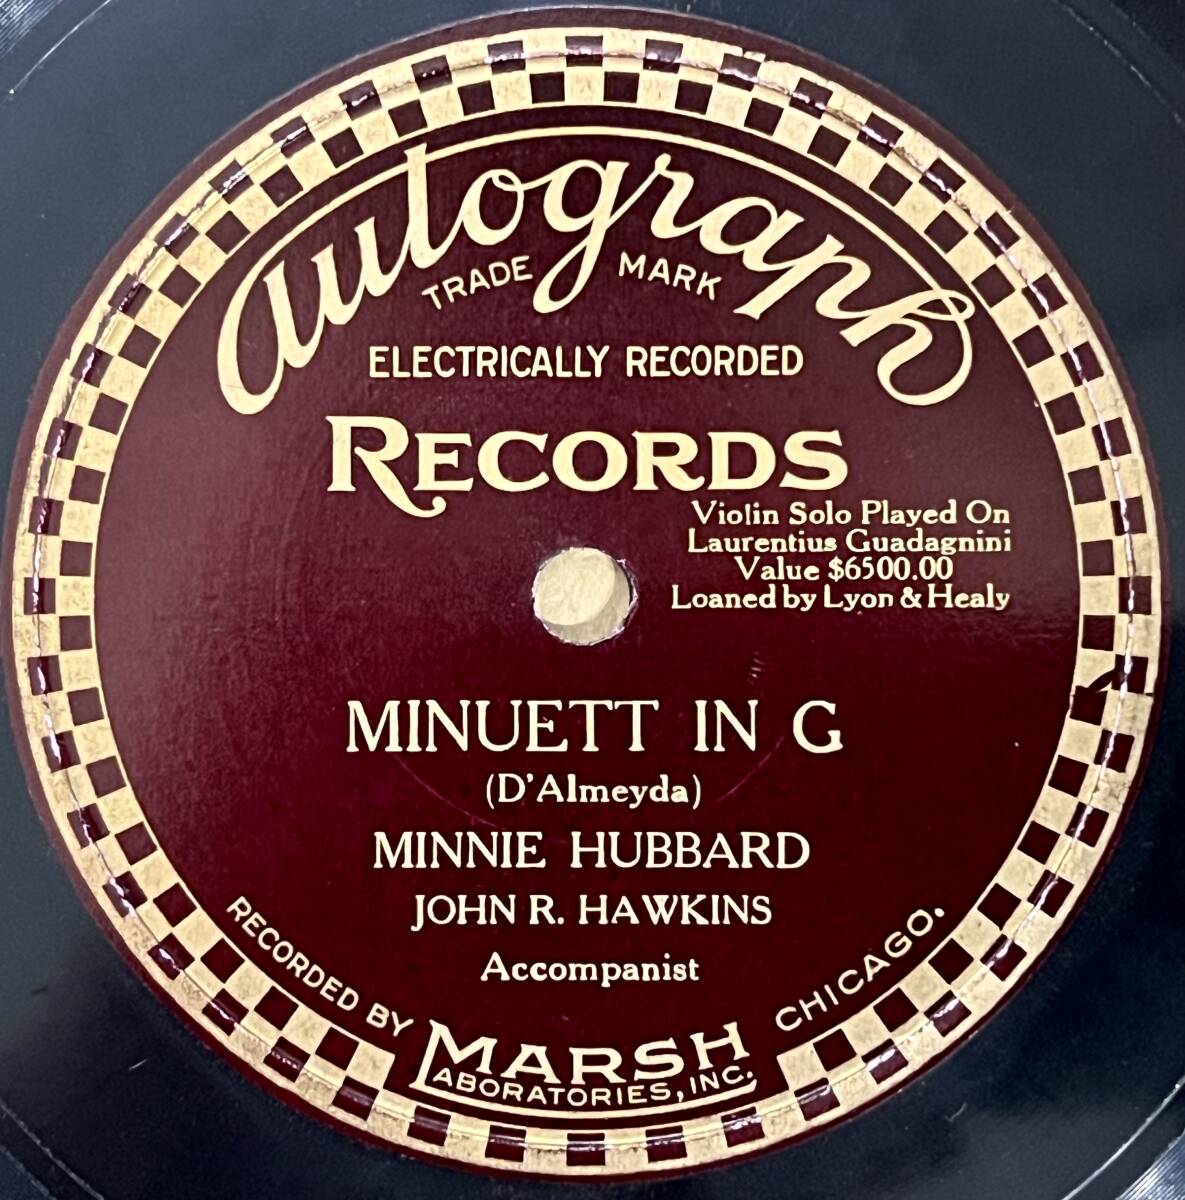 Autograph
TRADE MARK
ELECTRICALLY RECORDED
RECORDS
Violin Solo Played On
Laurentius Guadagnini
Value $6500.00
Loaned by Lyon & Healy
MINUETT IN G
(D'Almeyda)
MINNIE HUBBARD
JOHN R. HAWKINS
Accompanist
RECORDED BY MARSH LABORATORIES, INC. CHICAGO.